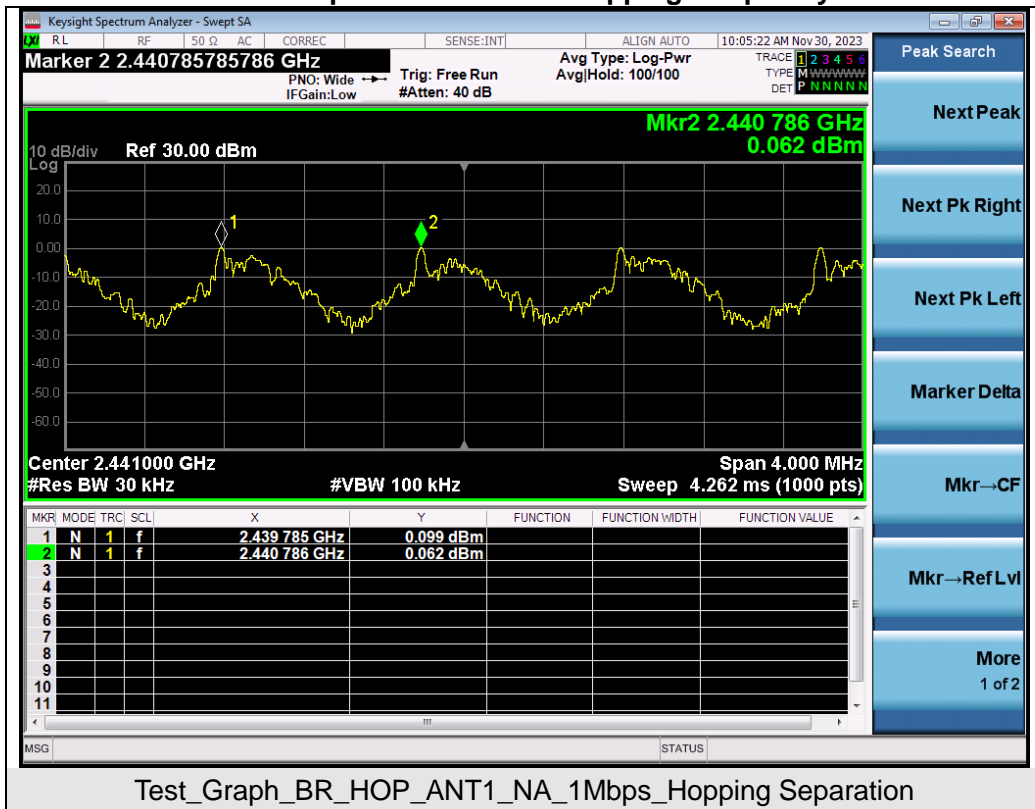 Keysight Spectrum Analyzer - Swept SA
LXI RL RF 50 Ω AC CORREC SENSE:INT ALIGN AUTO 10:05:22 AM Nov 30, 2023
Marker 2 2.440785785786 GHz
PNO: Wide
IFGain:Low
Trig: Free Run
#Atten: 40 dB
Avg Type: Log-Pwr
Avg|Hold: 100/100
TRACE 1 2 3 4 5 6
TYPE M WWWWW
DET P N N N N N
Peak Search
Mkr2 2.440 786 GHz
0.062 dBm
10 dB/div Ref 30.00 dBm
Log
20.0
10.0
0.00
-10.0
-20.0
-30.0
-40.0
-50.0
-60.0
1
2
Center 2.441000 GHz Span 4.000 MHz
#Res BW 30 kHz #VBW 100 kHz Sweep 4.262 ms (1000 pts)
MKR MODE TRC SCL X Y FUNCTION FUNCTION WIDTH FUNCTION VALUE
1 N 1 f 2.439 785 GHz 0.099 dBm
2 N 1 f 2.440 786 GHz 0.062 dBm
3
4
5
6
7
8
9
10
11
Next Peak
Next Pk Right
Next Pk Left
Marker Delta
Mkr→CF
Mkr→Ref Lvl
More
1 of 2
MSG STATUS
Test_Graph_BR_HOP_ANT1_NA_1Mbps_Hopping Separation